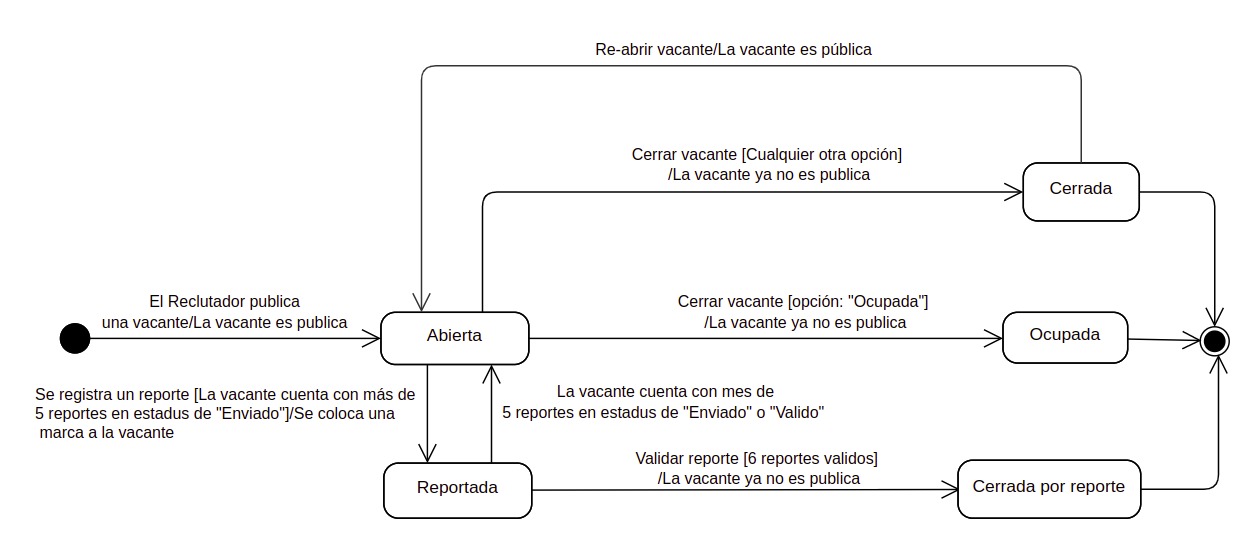 Re-abrir vacante/La vacante es pública
Cerrar vacante [Cualquier otra opción]
/La vacante ya no es publica
Cerrada
El Reclutador publica
una vacante/La vacante es publica
Abierta
Cerrar vacante [opción: "Ocupada"]
/La vacante ya no es publica
Ocupada
Se registra un reporte [La vacante cuenta con más de
5 reportes en estadus de "Enviado"]/Se coloca una
marca a la vacante
La vacante cuenta con mes de
5 reportes en estadus de "Enviado" o "Valido"
Reportada
Validar reporte [6 reportes validos]
/La vacante ya no es publica
Cerrada por reporte